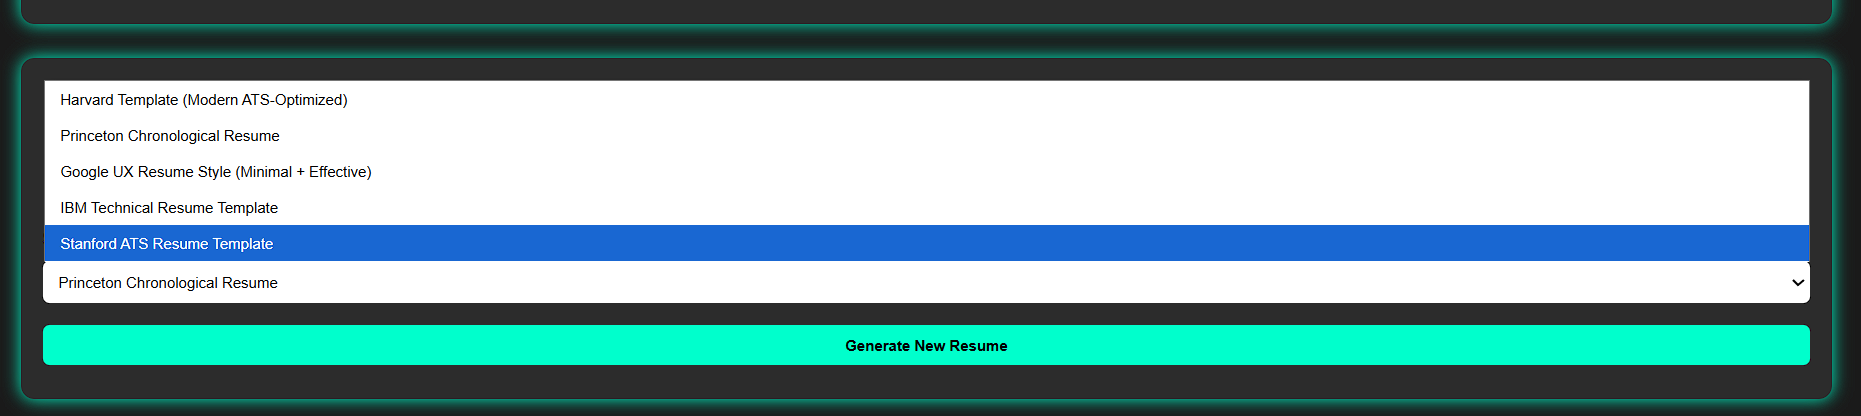 Harvard Template (Modern ATS-Optimized)
Princeton Chronological Resume
Google UX Resume Style (Minimal + Effective)
IBM Technical Resume Template
Stanford ATS Resume Template
Princeton Chronological Resume
Generate New Resume